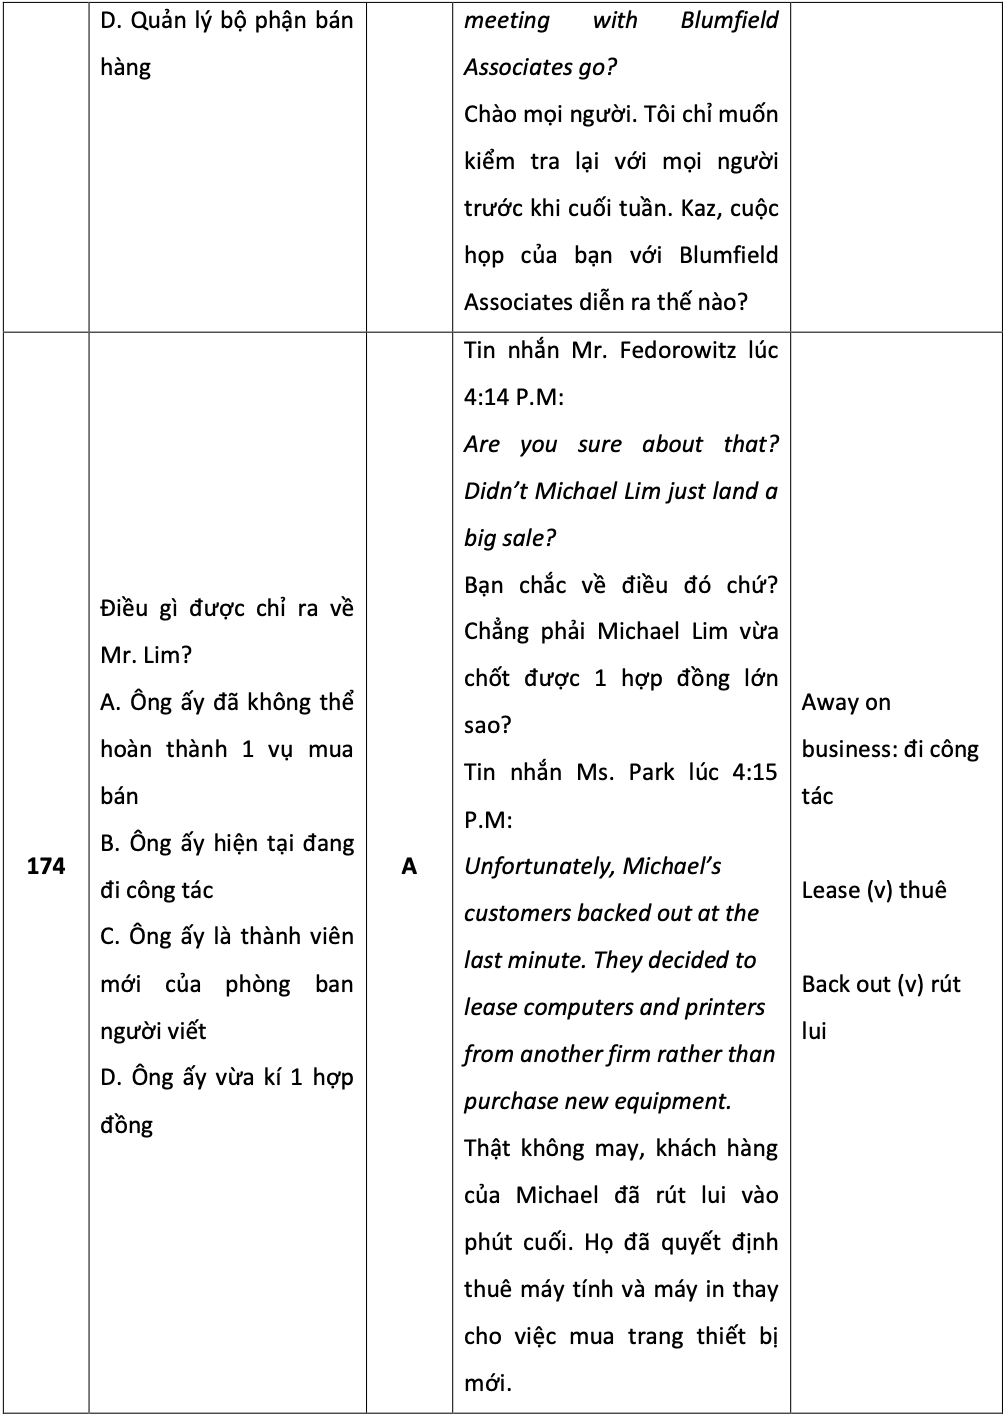 D. Quản lý bộ phận bán
hàng
meeting with Blumfield
Associates go?
Chào mọi người. Tôi chỉ muốn
kiểm tra lại với mọi người
trước khi cuối tuần. Kaz, cuộc
họp của bạn với Blumfield
Associates diễn ra thế nào?
174
Điều gì được chỉ ra về
Mr. Lim?
A. Ông ấy đã không thể
hoàn thành 1 vụ mua
bán
B. Ông ấy hiện tại đang
đi công tác
C. Ông ấy là thành viên
mới của phòng ban
người viết
D. Ông ấy vừa kí 1 hợp
đồng
A
Tin nhắn Mr. Fedorowitz lúc
4:14 P.M:
Are you sure about that?
Didn’t Michael Lim just land a
big sale?
Bạn chắc về điều đó chứ?
Chẳng phải Michael Lim vừa
chốt được 1 hợp đồng lớn
sao?
Tin nhắn Ms. Park lúc 4:15
P.M:
Unfortunately, Michael’s
customers backed out at the
last minute. They decided to
lease computers and printers
from another firm rather than
purchase new equipment.
Thật không may, khách hàng
của Michael đã rút lui vào
phút cuối. Họ đã quyết định
thuê máy tính và máy in thay
cho việc mua trang thiết bị
mới.
Away on
business: đi công
tác
Lease (v) thuê
Back out (v) rút
lui